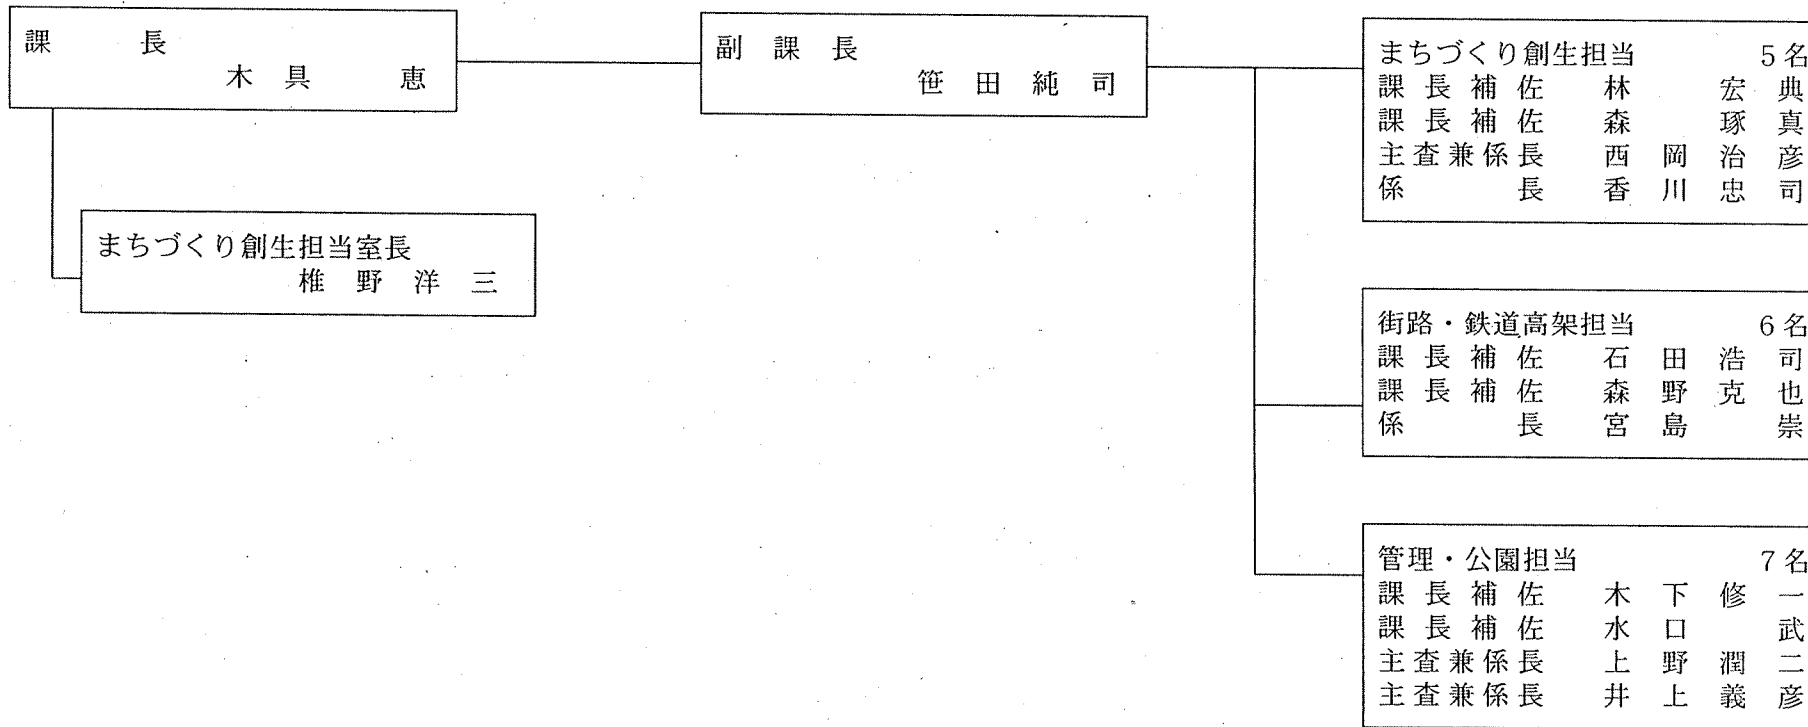 課　　　長
木 具 　 恵
まちづくり創生担当室長
椎 野 洋 三
副 課 長
笹 田 純 司
まちづくり創生担当　　　　5名
課 長 補 佐　林 　 宏 典
課 長 補 佐　森 　 琢 真
主査兼係長　西 岡 治 彦
係　　　長　香 川 忠 司
街路・鉄道高架担当　　　　6名
課 長 補 佐　石 田 浩 司
課 長 補 佐　森 野 克 也
係　　　長　宮 島 　 崇
管理・公園担当　　　　7名
課 長 補 佐　木 下 修 一
課 長 補 佐　水 口 　 武
主査兼係長　上 野 潤 二
主査兼係長　井 上 義 彦